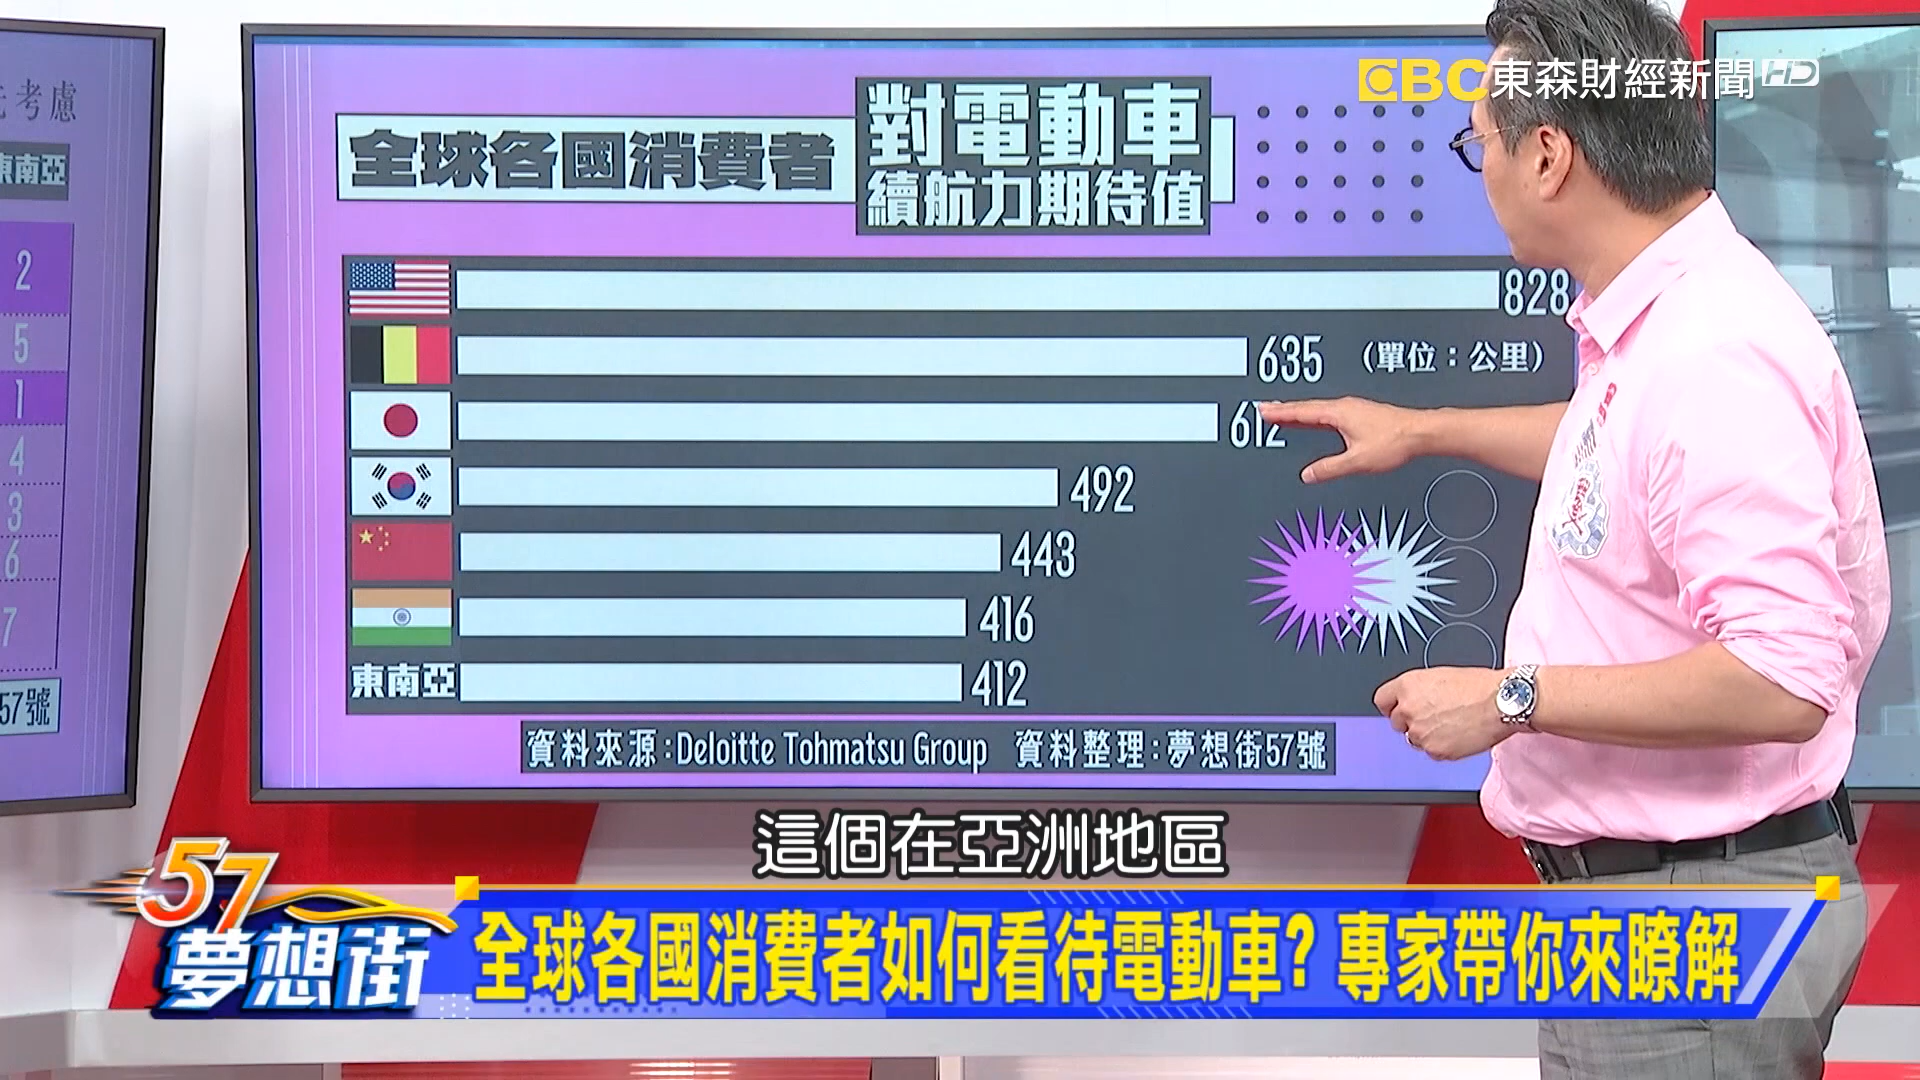 EBC東森財經新聞HD
考慮
東南亞
2
5
1
4
3
6
7
57號
全球各國消費者
對電動車
續航力期待值
828
635 (單位：公里)
612
492
443
416
東南亞 412
資料來源：Deloitte Tohmatsu Group 資料整理：夢想街57號
這個在亞洲地區
57
夢想街
全球各國消費者如何看待電動車? 專家帶你來瞭解